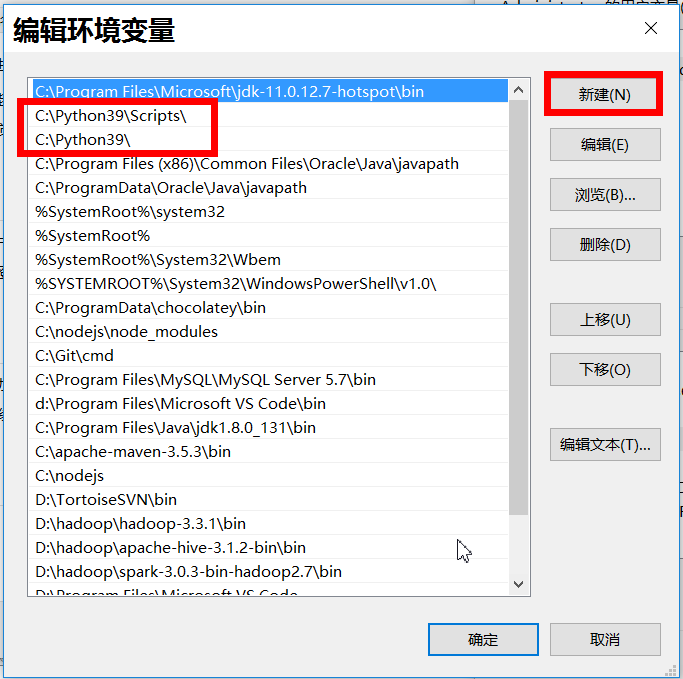 编辑环境变量
C:\Program Files\Microsoft\jdk-11.0.12.7-hotspot\bin
C:\Python39\Scripts\
C:\Python39\
C:\Program Files (x86)\Common Files\Oracle\Java\javapath
C:\ProgramData\Oracle\Java\javapath
%SystemRoot%\system32
%SystemRoot%
%SystemRoot%\System32\Wbem
%SYSTEMROOT%\System32\WindowsPowerShell\v1.0\
C:\ProgramData\chocolatey\bin
C:\nodejs\node_modules
C:\Git\cmd
C:\Program Files\MySQL\MySQL Server 5.7\bin
d:\Program Files\Microsoft VS Code\bin
C:\Program Files\Java\jdk1.8.0_131\bin
C:\apache-maven-3.5.3\bin
C:\nodejs
D:\TortoiseSVN\bin
D:\hadoop\hadoop-3.3.1\bin
D:\hadoop\apache-hive-3.1.2-bin\bin
D:\hadoop\spark-3.0.3-bin-hadoop2.7\bin
D:\Program Files\Microsoft VS Code
新建(N)
编辑(E)
浏览(B)...
删除(D)
上移(U)
下移(O)
编辑文本(T)...
确定
取消